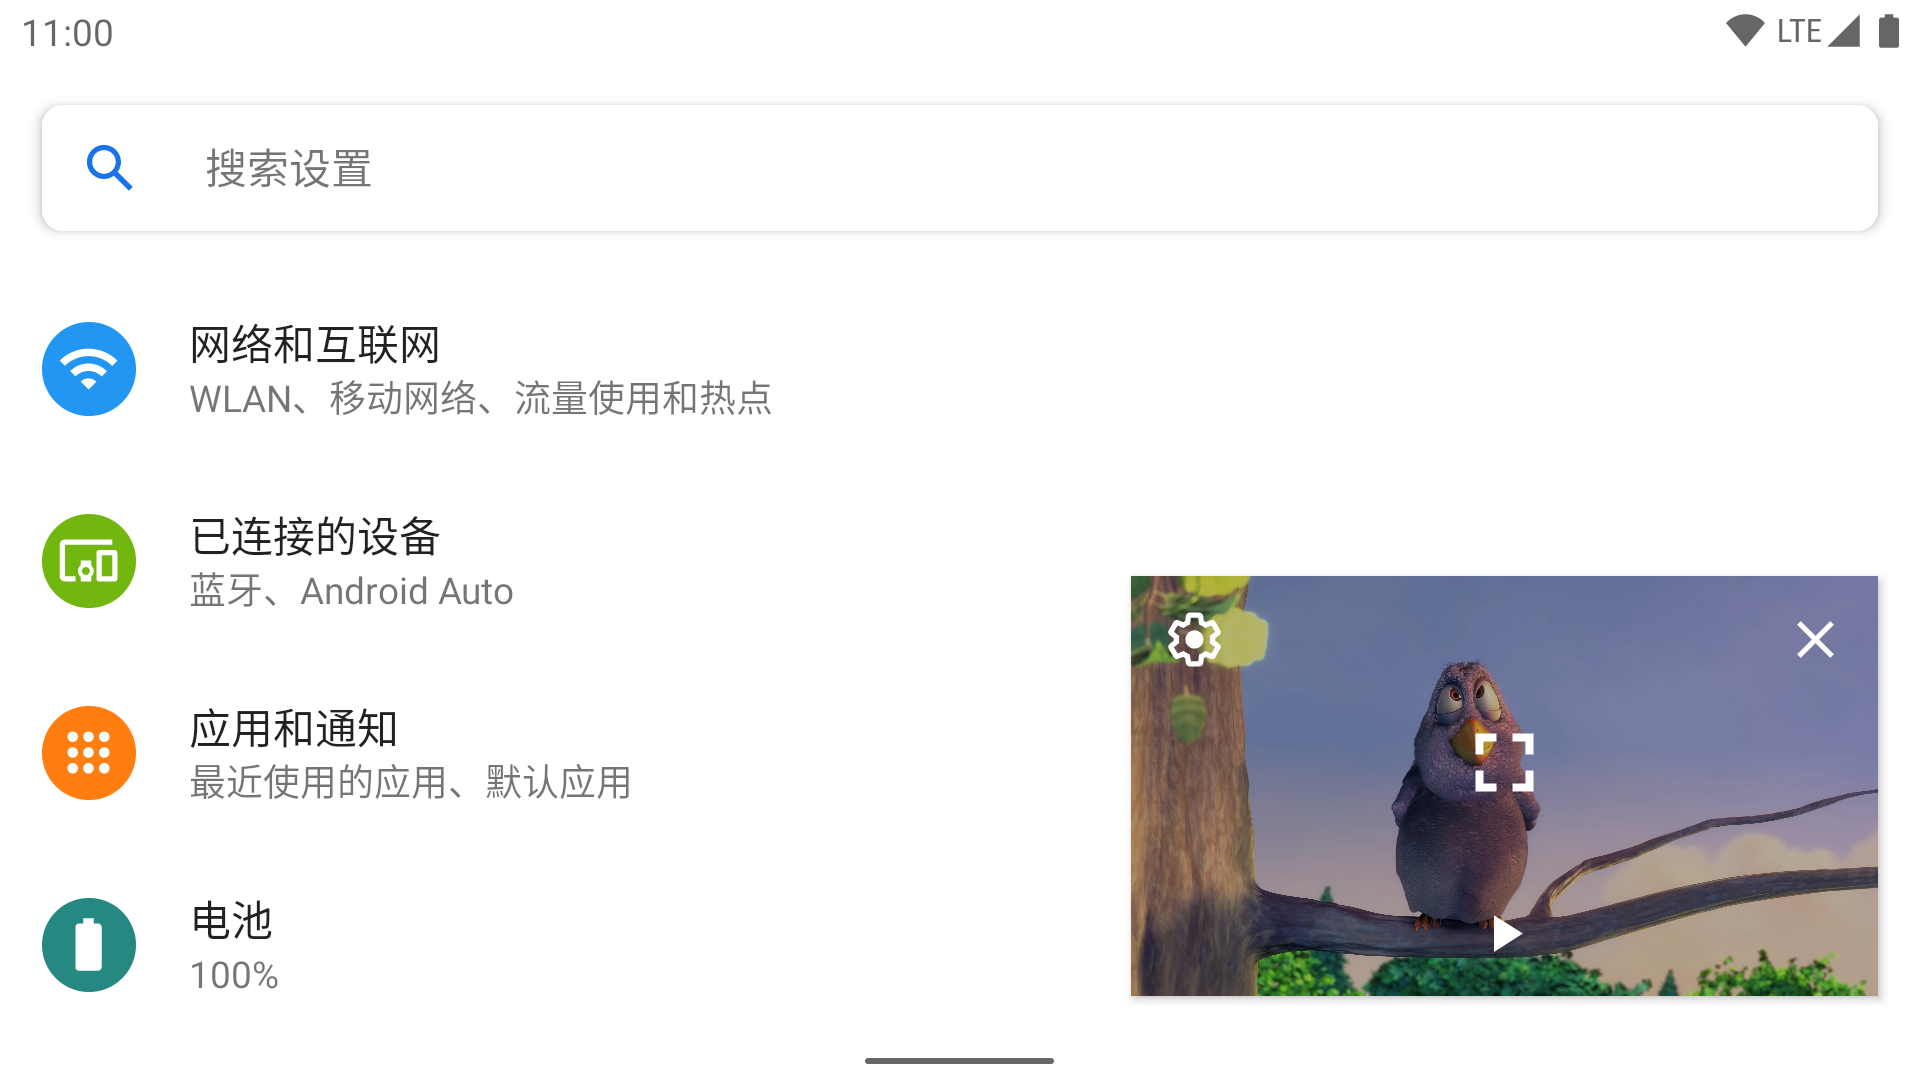 11:00
LTE
搜索设置
网络和互联网
WLAN、移动网络、流量使用和热点
已连接的设备
蓝牙、Android Auto
应用和通知
最近使用的应用、默认应用
电池
100%